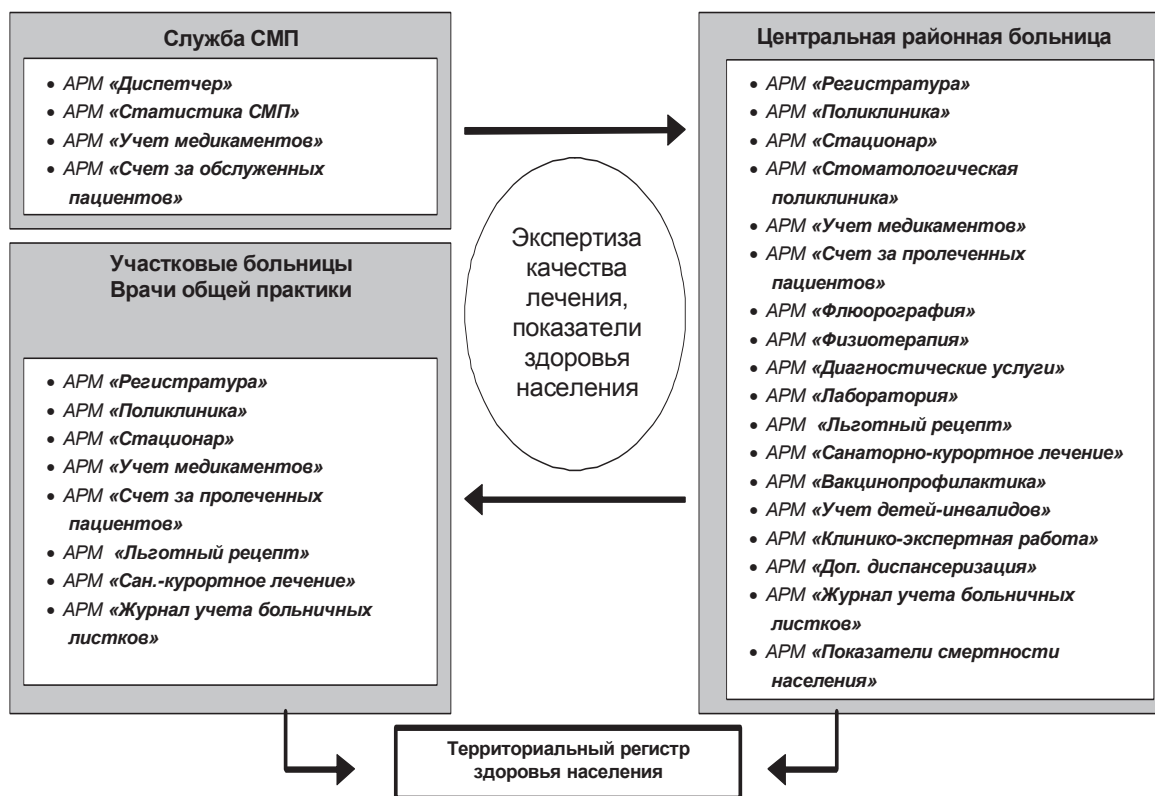 Служба СМП
• АРМ «Диспетчер»
• АРМ «Статистика СМП»
• АРМ «Учет медикаментов»
• АРМ «Счет за обслуженных
пациентов»
Участковые больницы
Врачи общей практики
• АРМ «Регистратура»
• АРМ «Поликлиника»
• АРМ «Стационар»
• АРМ «Учет медикаментов»
• АРМ «Счет за пролеченных
пациентов»
• АРМ «Льготный рецепт»
• АРМ «Сан.-курортное лечение»
• АРМ «Журнал учета больничных
листков»
Экспертиза
качества
лечения,
показатели
здоровья
населения
Центральная районная больница
• АРМ «Регистратура»
• АРМ «Поликлиника»
• АРМ «Стационар»
• АРМ «Стоматологическая
поликлиника»
• АРМ «Учет медикаментов»
• АРМ «Счет за пролеченных
пациентов»
• АРМ «Флюорография»
• АРМ «Физиотерапия»
• АРМ «Диагностические услуги»
• АРМ «Лаборатория»
• АРМ «Льготный рецепт»
• АРМ «Санаторно-курортное лечение»
• АРМ «Вакцинопрофилактика»
• АРМ «Учет детей-инвалидов»
• АРМ «Клинико-экспертная работа»
• АРМ «Доп. диспансеризация»
• АРМ «Журнал учета больничных
листков»
• АРМ «Показатели смертности
населения»
Территориальный регистр
здоровья населения